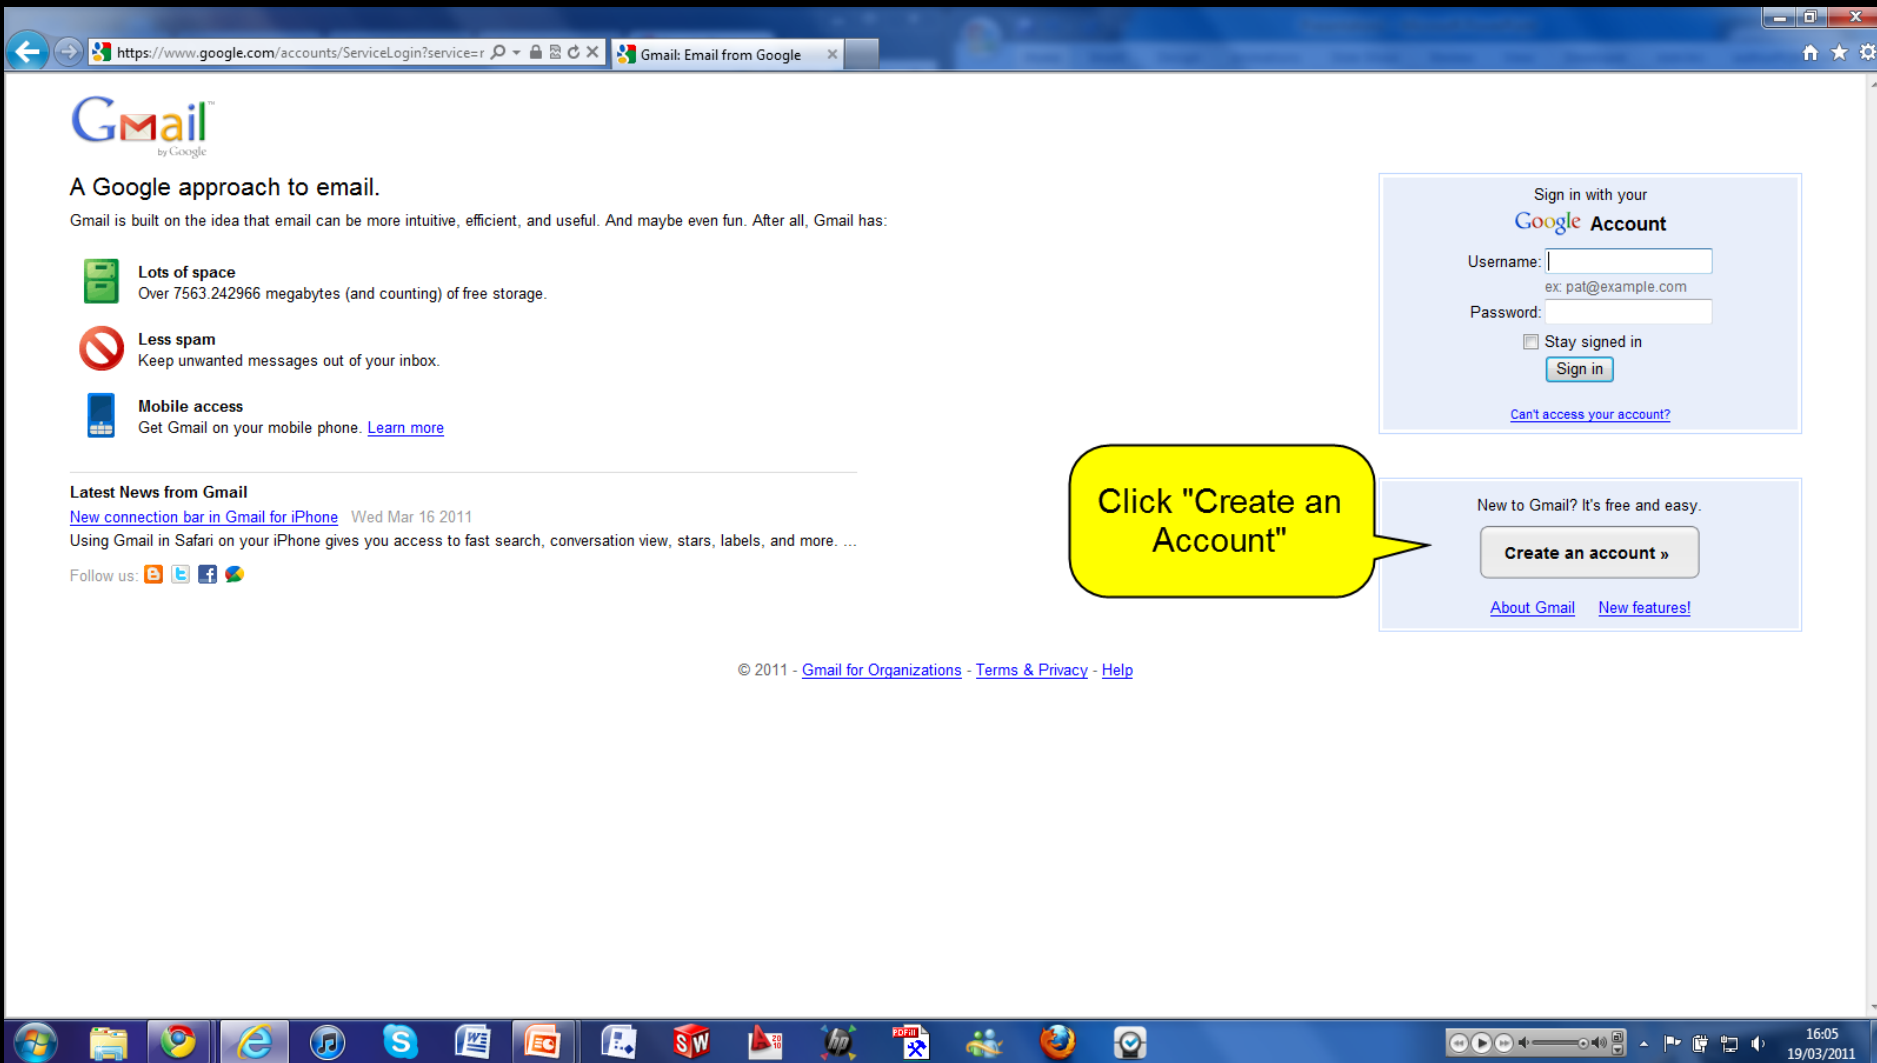 https://www.google.com/accounts/ServiceLogin?service=r
Gmail: Email from Google
Gmail™
by Google
A Google approach to email.
Gmail is built on the idea that email can be more intuitive, efficient, and useful. And maybe even fun. After all, Gmail has:
Lots of space
Over 7563.242966 megabytes (and counting) of free storage.
Less spam
Keep unwanted messages out of your inbox.
Mobile access
Get Gmail on your mobile phone. Learn more
Latest News from Gmail
New connection bar in Gmail for iPhone Wed Mar 16 2011
Using Gmail in Safari on your iPhone gives you access to fast search, conversation view, stars, labels, and more. ...
Follow us:
Sign in with your
Google Account
Username:
ex: pat@example.com
Password:
Stay signed in
Sign in
Can't access your account?
Click "Create an
Account"
New to Gmail? It's free and easy.
Create an account »
About Gmail New features!
© 2011 - Gmail for Organizations - Terms & Privacy - Help
SW
hp
PDFill
16:05
19/03/2011